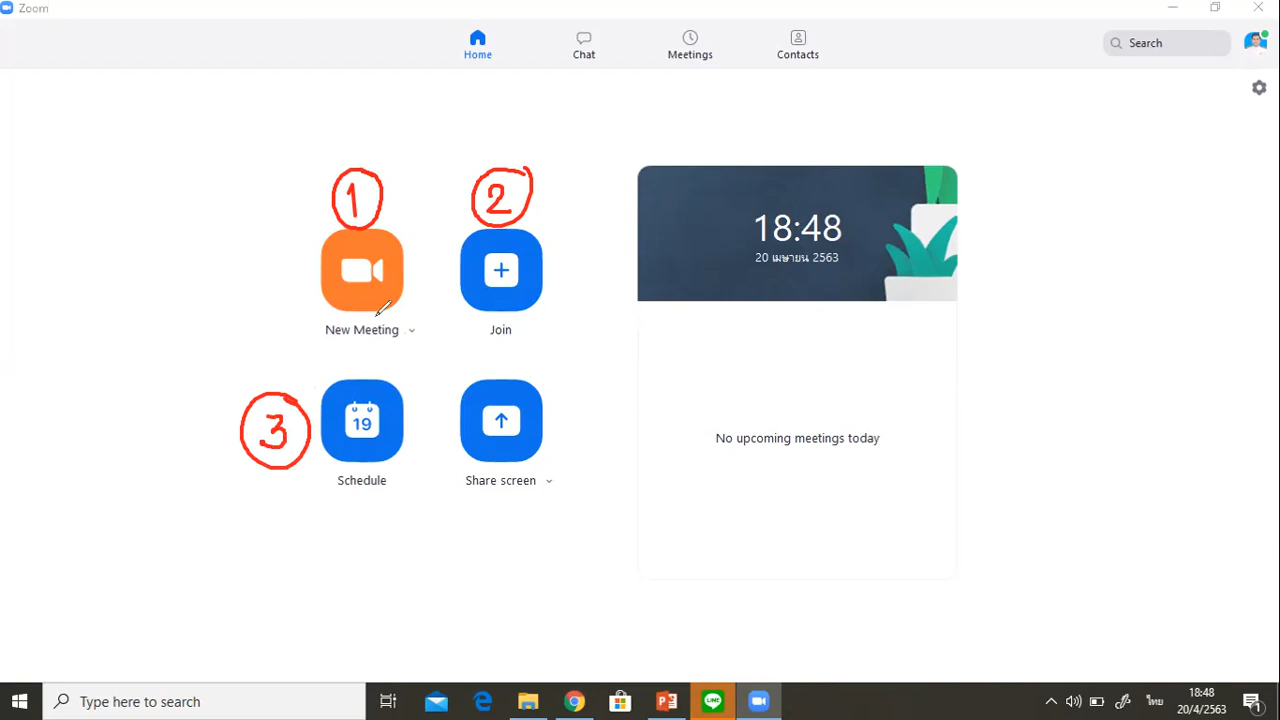 Zoom
Home
Chat
Meetings
Contacts
Search
1
2
New Meeting
Join
3
19
Schedule
Share screen
18:48
20 เมษายน 2563
No upcoming meetings today
Type here to search
LINE
ไทย
18:48
20/4/2563
1